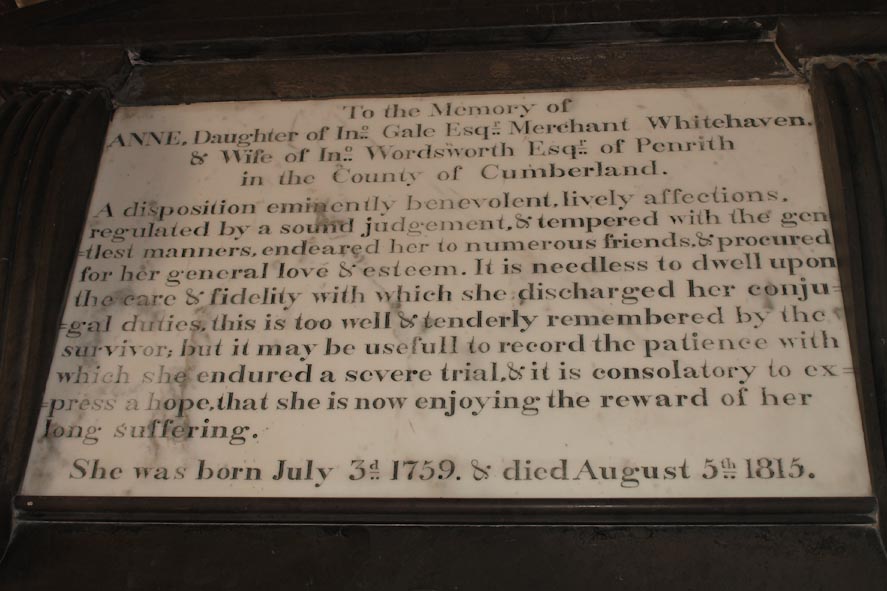 To the Memory of
ANNE, Daughter of Jnº Gale Esqr. Merchant Whitehaven.
& Wife of Jnº Wordsworth Esqr. of Penrith
in the County of Cumberland.
A disposition eminently benevolent, lively affections,
regulated by a sound judgement, & tempered with the gen
=tlest manners, endeared her to numerous friends, & procured
for her general love & esteem. It is needless to dwell upon
the care & fidelity with which she discharged her conju=
=gal duties, this is too well & tenderly remembered by the
survivor; but it may be usefull to record the patience with
which she endured a severe trial, & it is consolatory to ex=
=press a hope, that she is now enjoying the reward of her
long suffering.
She was born July 3d. 1759. & died August 5th 1815.